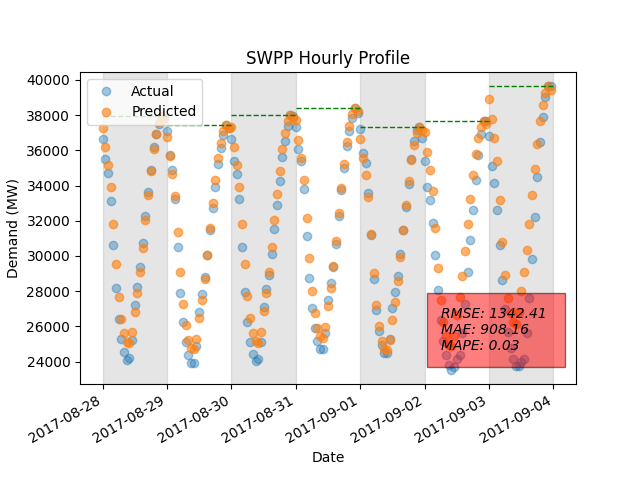 SWPP Hourly Profile
Actual
Predicted
Demand (MW)
40000
38000
36000
34000
32000
30000
28000
26000
24000
RMSE: 1342.41
MAE: 908.16
MAPE: 0.03
2017-08-28
2017-08-29
2017-08-30
2017-08-31
2017-09-01
2017-09-02
2017-09-03
2017-09-04
Date